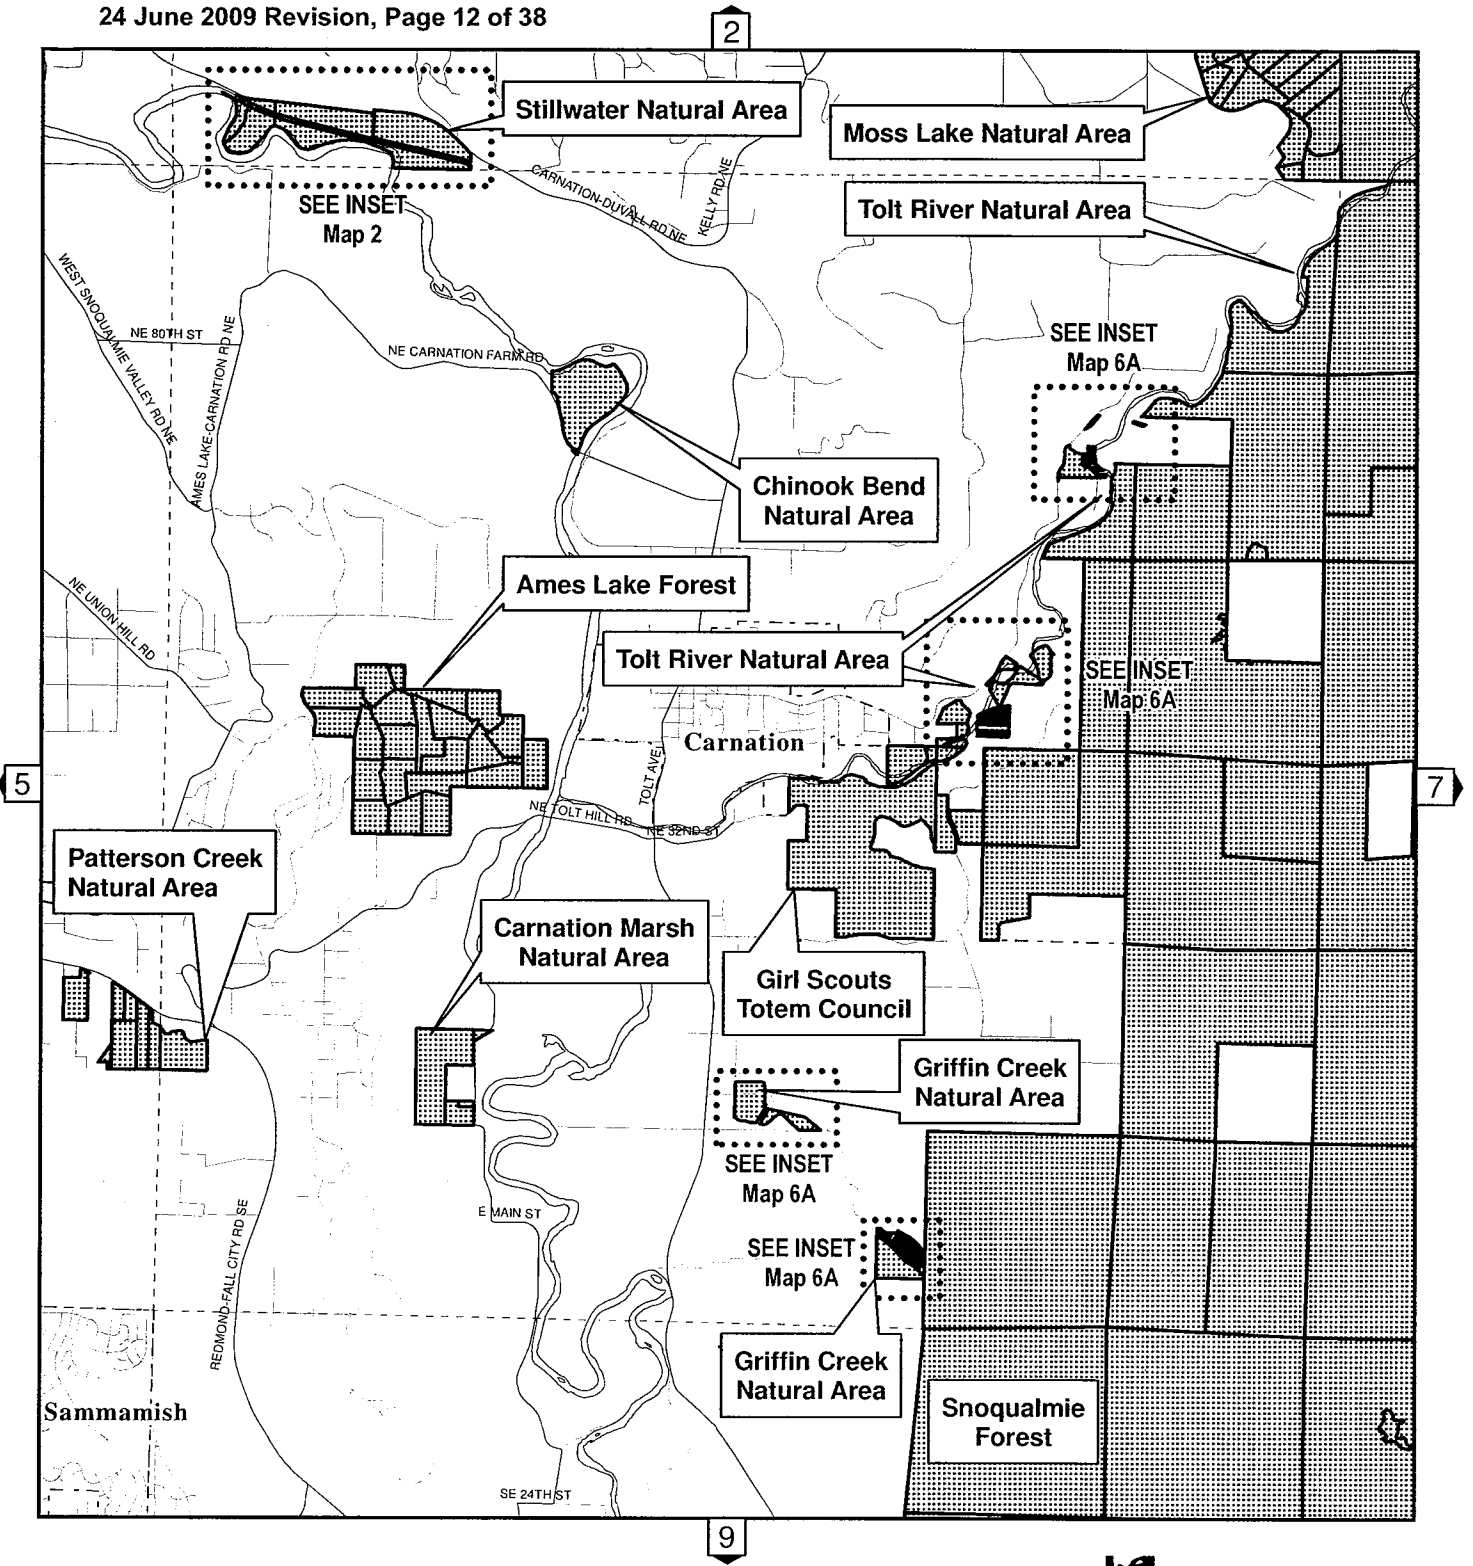 24 June 2009 Revision, Page 12 of 38
2
Stillwater Natural Area
Moss Lake Natural Area
SEE INSET
Map 2
CARNATION-DUVALL RD NE
KELLY RD NE
Tolt River Natural Area
WEST SNOQUALMIE VALLEY RD NE
NE 80TH ST
AMES LAKE-CARNATION RD NE
NE CARNATION FARM RD
SEE INSET
Map 6A
Chinook Bend
Natural Area
NE UNION HILL RD
Ames Lake Forest
Tolt River Natural Area
SEE INSET
Map 6A
Carnation
5
7
TOLT AVE
NE TOLT HILL RD
NE 32ND ST
Patterson Creek
Natural Area
Carnation Marsh
Natural Area
Girl Scouts
Totem Council
Griffin Creek
Natural Area
SEE INSET
Map 6A
E MAIN ST
REDMOND-FALL CITY RD SE
SEE INSET
Map 6A
Griffin Creek
Natural Area
Snoqualmie
Forest
Sammamish
SE 24TH ST
9